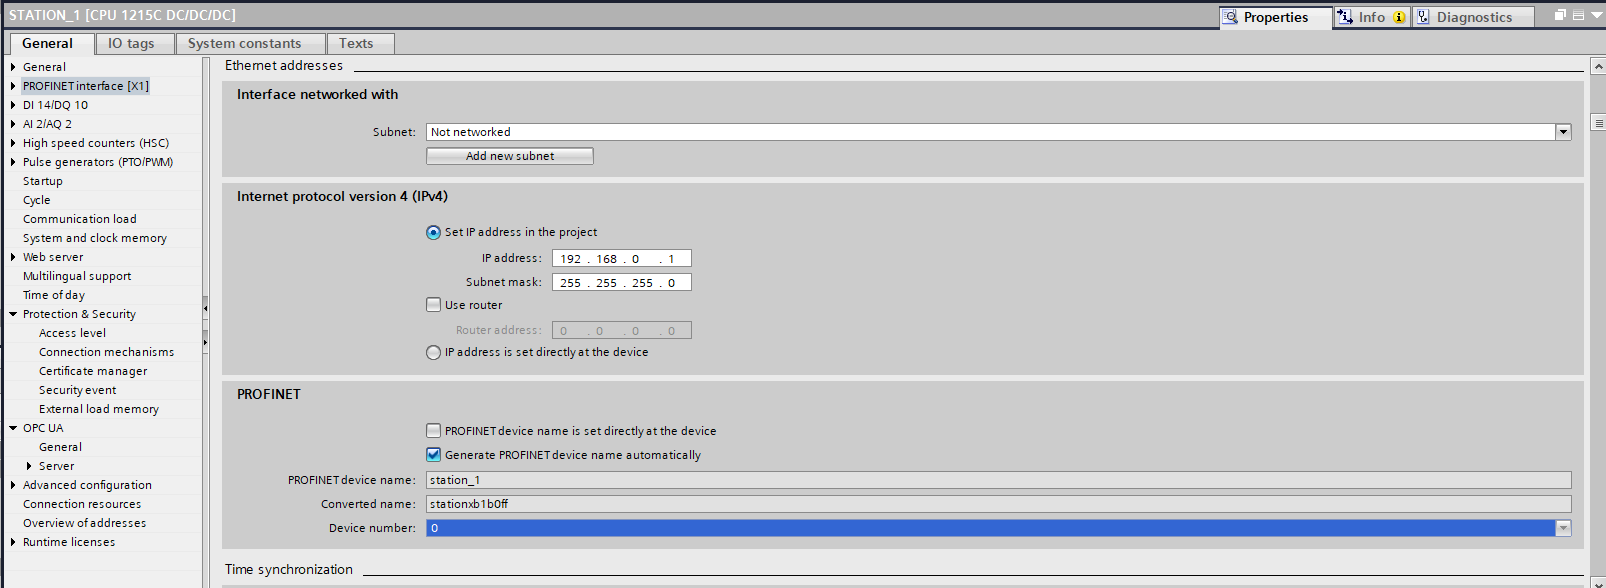 STATION_1 [CPU 1215C DC/DC/DC]
Properties
Info
Diagnostics
General
IO tags
System constants
Texts
General
PROFINET interface [X1]
DI 14/DQ 10
AI 2/AQ 2
High speed counters (HSC)
Pulse generators (PTO/PWM)
Startup
Cycle
Communication load
System and clock memory
Web server
Multilingual support
Time of day
Protection & Security
Access level
Connection mechanisms
Certificate manager
Security event
External load memory
OPC UA
General
Server
Advanced configuration
Connection resources
Overview of addresses
Runtime licenses
Ethernet addresses
Interface networked with
Subnet: Not networked
Add new subnet
Internet protocol version 4 (IPv4)
Set IP address in the project
IP address: 192 . 168 . 0 . 1
Subnet mask: 255 . 255 . 255 . 0
Use router
Router address: 0 . 0 . 0 . 0
IP address is set directly at the device
PROFINET
PROFINET device name is set directly at the device
Generate PROFINET device name automatically
PROFINET device name: station_1
Converted name: stationxb1b0ff
Device number: 0
Time synchronization